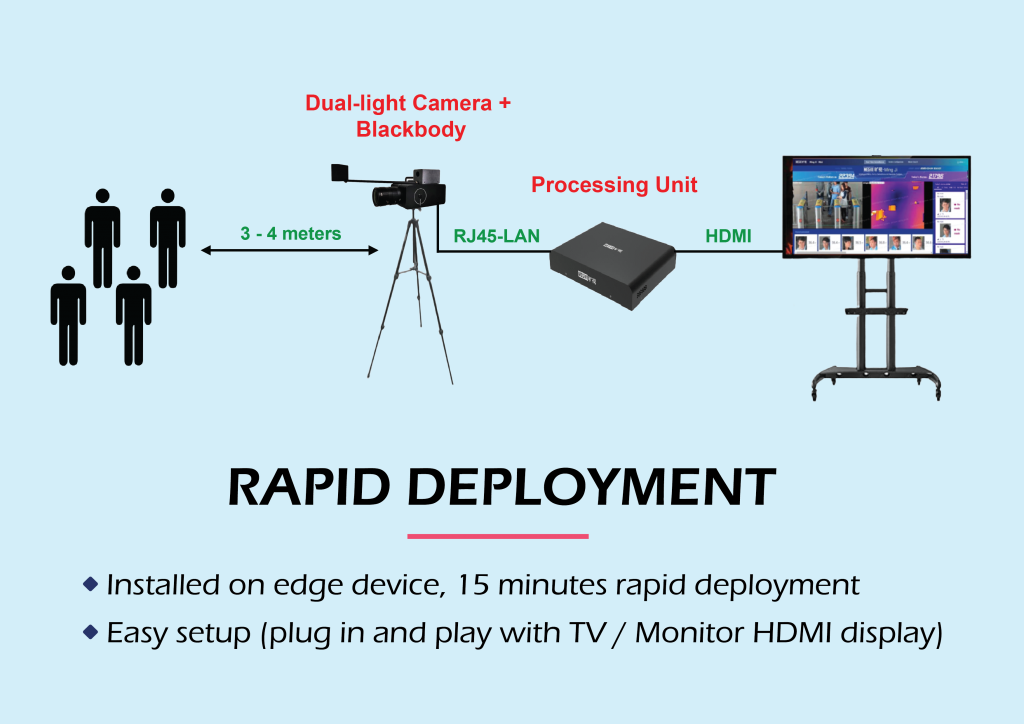 Dual-light Camera +
Blackbody
Processing Unit
3 - 4 meters
RJ45-LAN
HDMI
RAPID DEPLOYMENT
Installed on edge device, 15 minutes rapid deployment
Easy setup (plug in and play with TV / Monitor HDMI display)